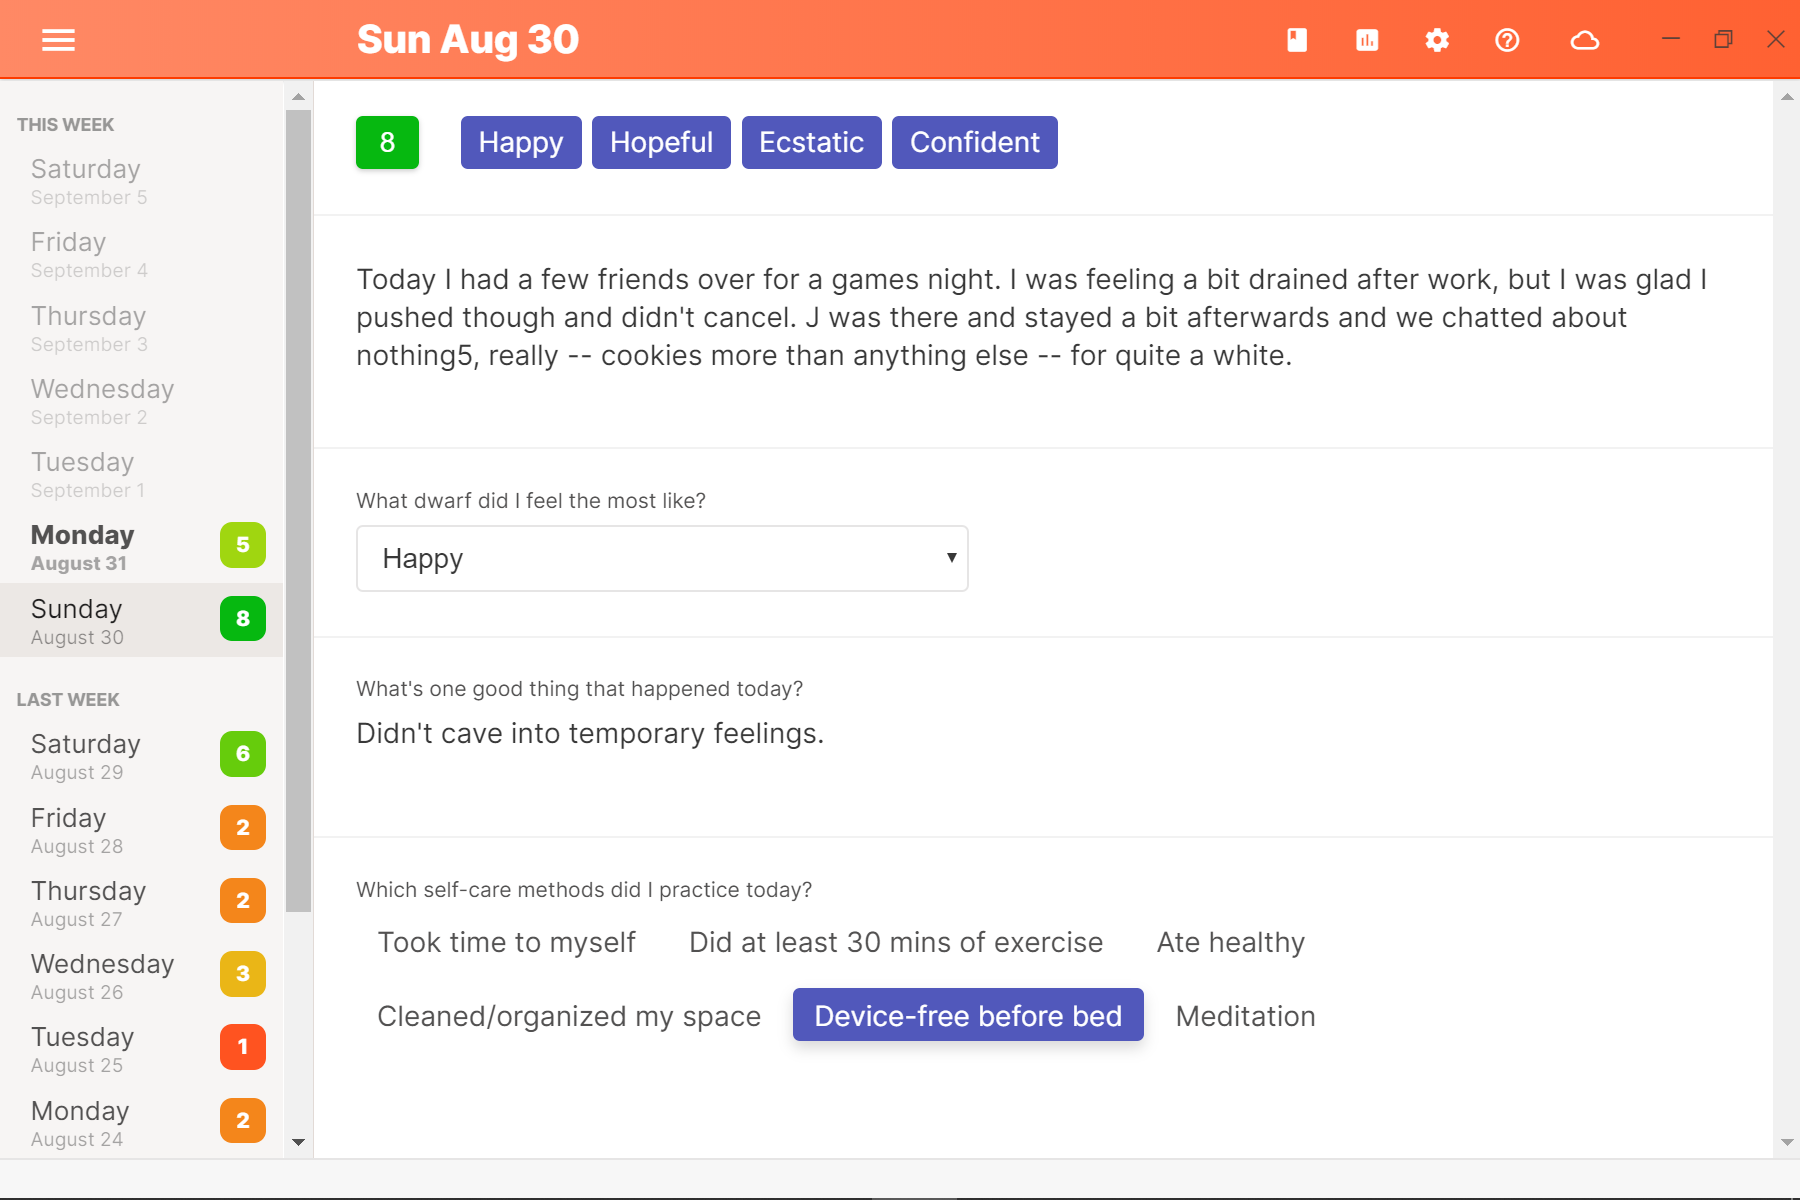 Sun Aug 30
THIS WEEK
Saturday
September 5
Friday
September 4
Thursday
September 3
Wednesday
September 2
Tuesday
September 1
Monday
August 31
5
Sunday
August 30
8
LAST WEEK
Saturday
August 29
6
Friday
August 28
2
Thursday
August 27
2
Wednesday
August 26
3
Tuesday
August 25
1
Monday
August 24
2
8 Happy Hopeful Ecstatic Confident
Today I had a few friends over for a games night. I was feeling a bit drained after work, but I was glad I
pushed though and didn't cancel. J was there and stayed a bit afterwards and we chatted about
nothing5, really -- cookies more than anything else -- for quite a white.
What dwarf did I feel the most like?
Happy
What's one good thing that happened today?
Didn't cave into temporary feelings.
Which self-care methods did I practice today?
Took time to myself Did at least 30 mins of exercise Ate healthy
Cleaned/organized my space Device-free before bed Meditation